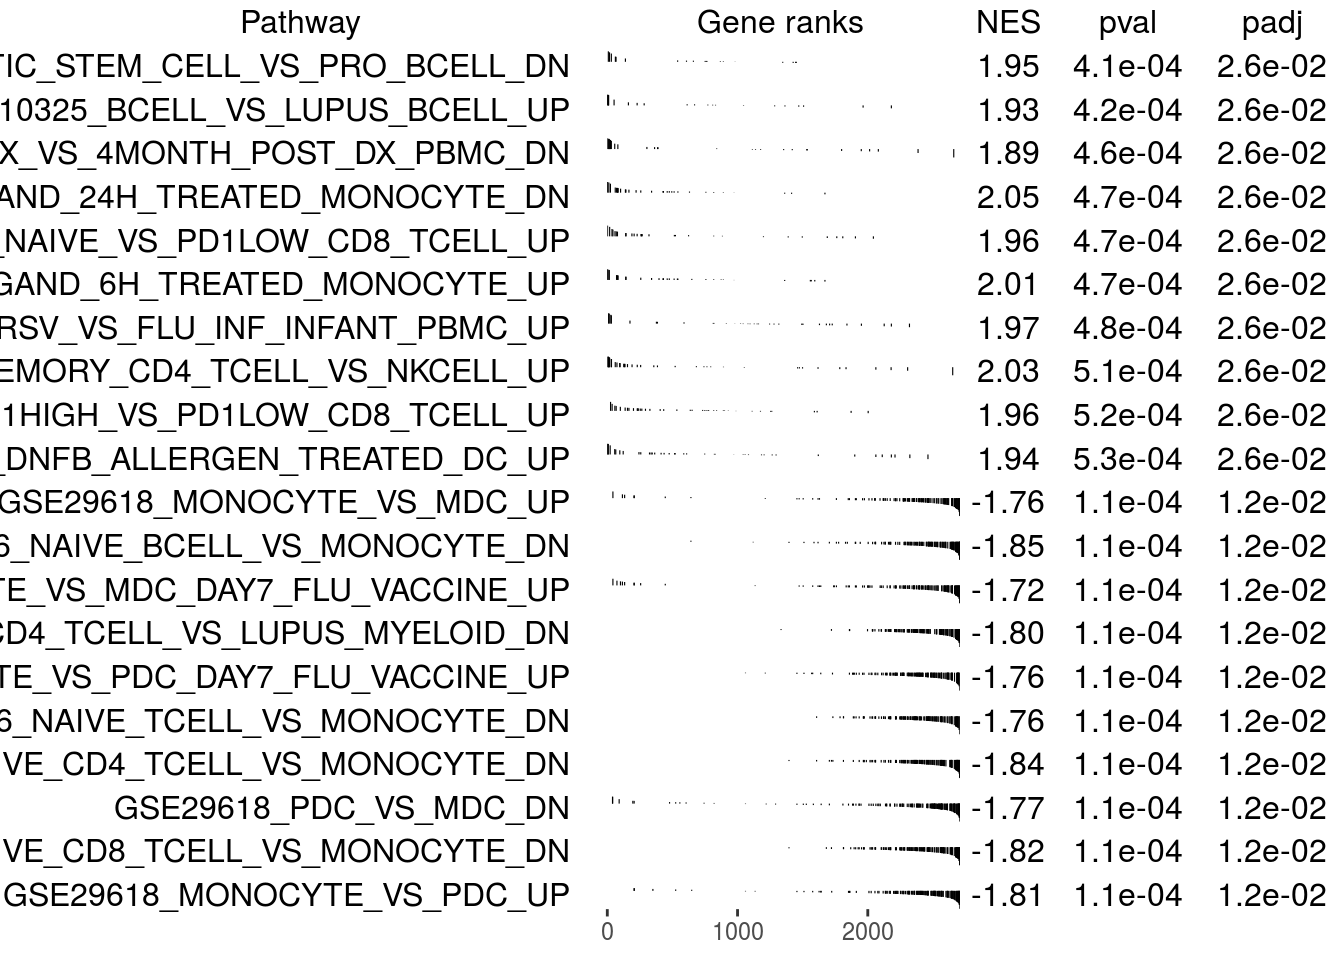 Pathway Gene ranks NES pval padj
TIC_STEM_CELL_VS_PRO_BCELL_DN 1.95 4.1e-04 2.6e-02
10325_BCELL_VS_LUPUS_BCELL_UP 1.93 4.2e-04 2.6e-02
X_VS_4MONTH_POST_DX_PBMC_DN 1.89 4.6e-04 2.6e-02
AND_24H_TREATED_MONOCYTE_DN 2.05 4.7e-04 2.6e-02
_NAIVE_VS_PD1LOW_CD8_TCELL_UP 1.96 4.7e-04 2.6e-02
GAND_6H_TREATED_MONOCYTE_UP 2.01 4.7e-04 2.6e-02
RSV_VS_FLU_INF_INFANT_PBMC_UP 1.97 4.8e-04 2.6e-02
EMORY_CD4_TCELL_VS_NKCELL_UP 2.03 5.1e-04 2.6e-02
1HIGH_VS_PD1LOW_CD8_TCELL_UP 1.96 5.2e-04 2.6e-02
_DNFB_ALLERGEN_TREATED_DC_UP 1.94 5.3e-04 2.6e-02
GSE29618_MONOCYTE_VS_MDC_UP -1.76 1.1e-04 1.2e-02
6_NAIVE_BCELL_VS_MONOCYTE_DN -1.85 1.1e-04 1.2e-02
TE_VS_MDC_DAY7_FLU_VACCINE_UP -1.72 1.1e-04 1.2e-02
CD4_TCELL_VS_LUPUS_MYELOID_DN -1.80 1.1e-04 1.2e-02
TE_VS_PDC_DAY7_FLU_VACCINE_UP -1.76 1.1e-04 1.2e-02
6_NAIVE_TCELL_VS_MONOCYTE_DN -1.76 1.1e-04 1.2e-02
VE_CD4_TCELL_VS_MONOCYTE_DN -1.84 1.1e-04 1.2e-02
GSE29618_PDC_VS_MDC_DN -1.77 1.1e-04 1.2e-02
VE_CD8_TCELL_VS_MONOCYTE_DN -1.82 1.1e-04 1.2e-02
GSE29618_MONOCYTE_VS_PDC_UP -1.81 1.1e-04 1.2e-02
0 1000 2000